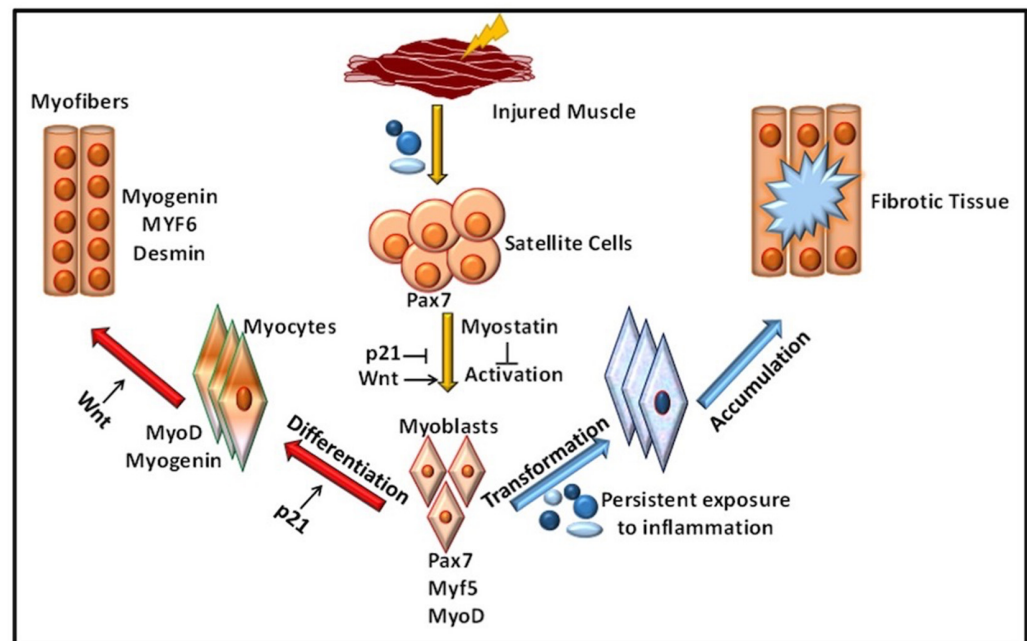 Injured Muscle
Myofibers
Myogenin
MYF6
Desmin
Fibrotic Tissue
Satellite Cells
Pax7
Myostatin
p21
Wnt
Activation
Myocytes
Wnt
MyoD
Myogenin
Differentiation
p21
Myoblasts
Pax7
Myf5
MyoD
Transformation
Persistent exposure
to inflammation
Accumulation